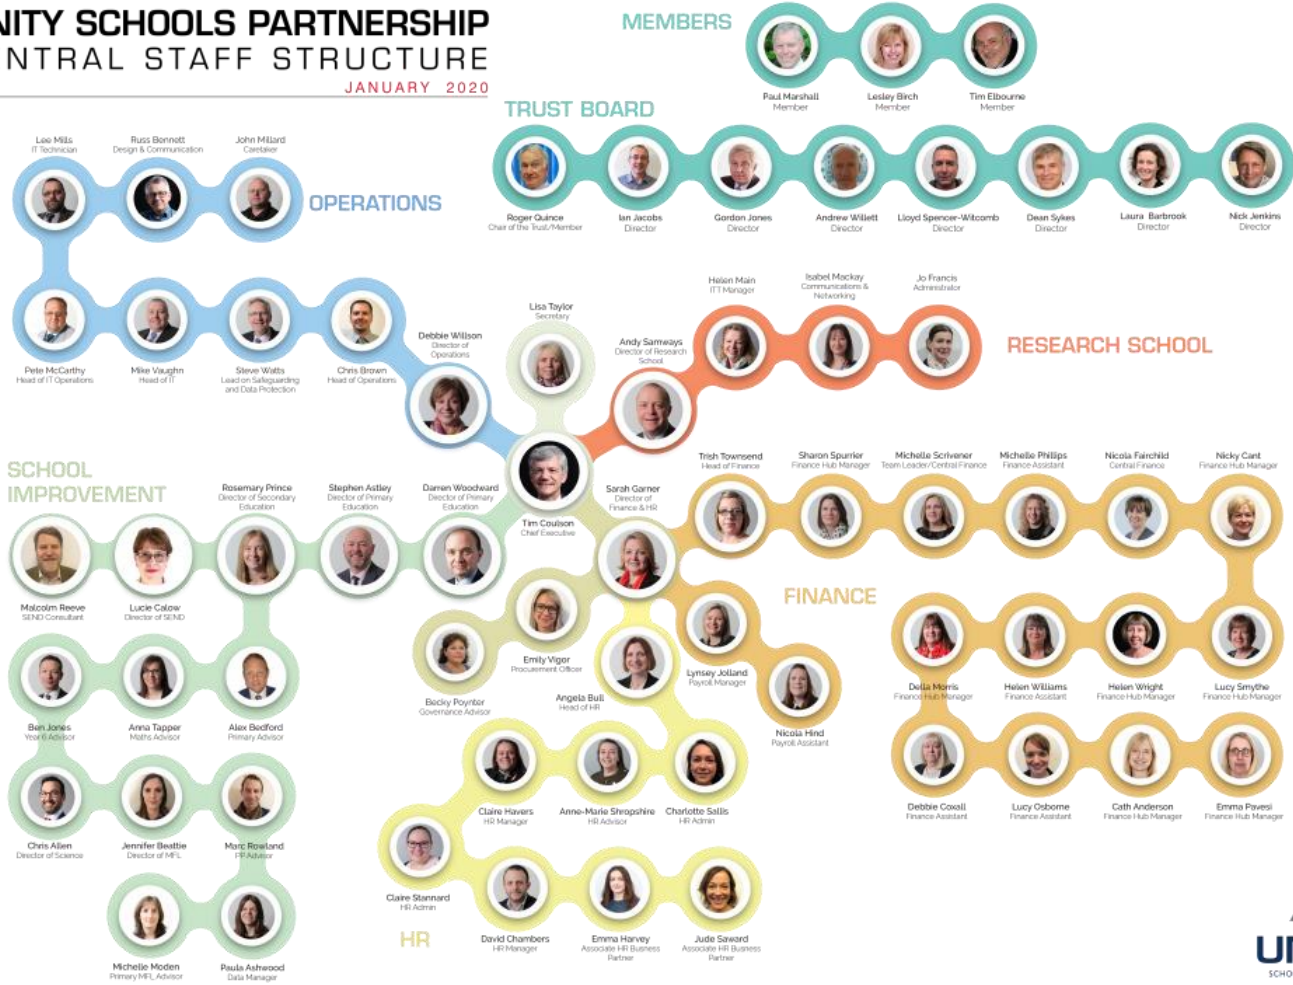 NITY SCHOOLS PARTNERSHIP
NTRAL STAFF STRUCTURE
JANUARY 2020
MEMBERS
Paul Marshall
Member
Lesley Birch
Member
Tim Elbourne
Member
TRUST BOARD
Roger Quince
Chair of the Trust/Member
Ian Jacobs
Director
Gordon Jones
Director
Andrew Willett
Director
Lloyd Spencer-Witcomb
Director
Dean Sykes
Director
Laura Barbrook
Director
Nick Jenkins
Director
Lee Mills
IT Technician
Russ Bennett
Design & Communication
John Millard
Caretaker
OPERATIONS
Pete McCarthy
Head of IT Operations
Mike Vaughn
Head of IT
Steve Watts
Lead on Safeguarding
and Data Protection
Chris Brown
Head of Operations
Debbie Willson
Director of
Operations
Lisa Taylor
Secretary
Andy Samways
Director of Research
School
Helen Main
ITT Manager
Isabel Mackay
Communications &
Networking
Jo Francis
Administrator
RESEARCH SCHOOL
Tim Coulson
Chief Executive
SCHOOL
IMPROVEMENT
Rosemary Prince
Director of Secondary
Education
Stephen Astley
Director of Primary
Education
Darren Woodward
Director of Primary
Education
Malcolm Reeve
SEND Consultant
Lucie Calow
Director of SEND
Ben Jones
Year 6 Advisor
Anna Tapper
Maths Advisor
Alex Bedford
Primary Advisor
Chris Allen
Director of Science
Jennifer Beattie
Director of MFL
Marc Rowland
PP Advisor
Michelle Moden
Primary MFL Advisor
Paula Ashwood
Data Manager
Sarah Garner
Director of
Finance & HR
Emily Vigor
Procurement Officer
Becky Poynter
Governance Advisor
Trish Townsend
Head of Finance
Sharon Spurrier
Finance Hub Manager
Michelle Scrivener
Team Leader/Central Finance
Michelle Phillips
Finance Assistant
Nicola Fairchild
Central Finance
Nicky Cant
Finance Hub Manager
FINANCE
Lynsey Jolland
Payroll Manager
Nicola Hind
Payroll Assistant
Della Morris
Finance Hub Manager
Helen Williams
Finance Assistant
Helen Wright
Finance Hub Manager
Lucy Smythe
Finance Hub Manager
Debbie Coxall
Finance Assistant
Lucy Osborne
Finance Assistant
Cath Anderson
Finance Hub Manager
Emma Pavesi
Finance Hub Manager
Angela Bull
Head of HR
Claire Havers
HR Manager
Anne-Marie Shropshire
HR Advisor
Charlotte Sallis
HR Admin
Claire Stannard
HR Admin
HR
David Chambers
HR Manager
Emma Harvey
Associate HR Business
Partner
Jude Saward
Associate HR Business
Partner
SCHO